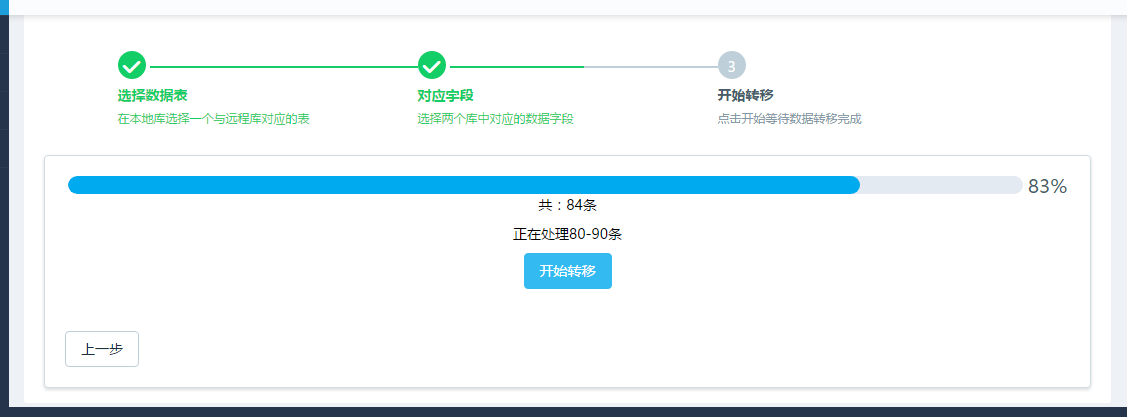 3
选择数据表
对应字段
开始转移
在本地库选择一个与远程库对应的表
选择两个库中对应的数据字段
点击开始等待数据转移完成
83%
共：84条
正在处理80-90条
开始转移
上一步